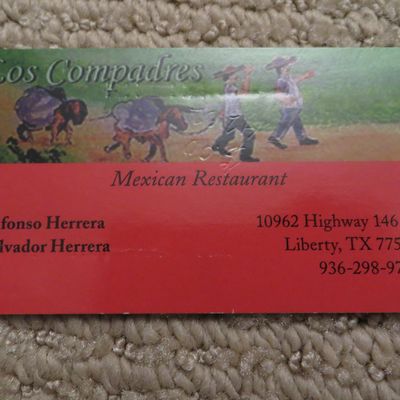 Los Compadres
Mexican Restaurant
fonso Herrera
lvador Herrera
10962 Highway 146
Liberty, TX 775
936-298-97